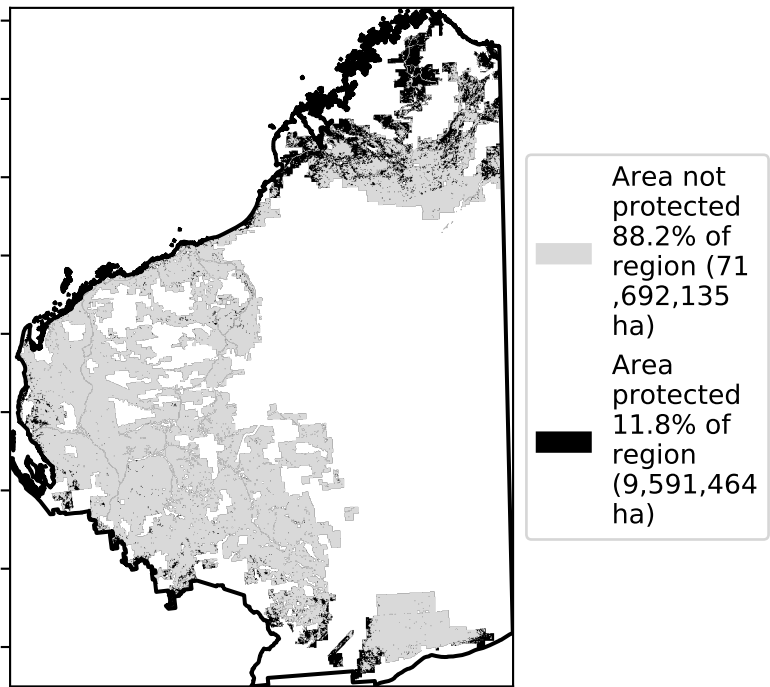 Area not
protected
88.2% of
region (71
,692,135
ha)
Area
protected
11.8% of
region
(9,591,464
ha)